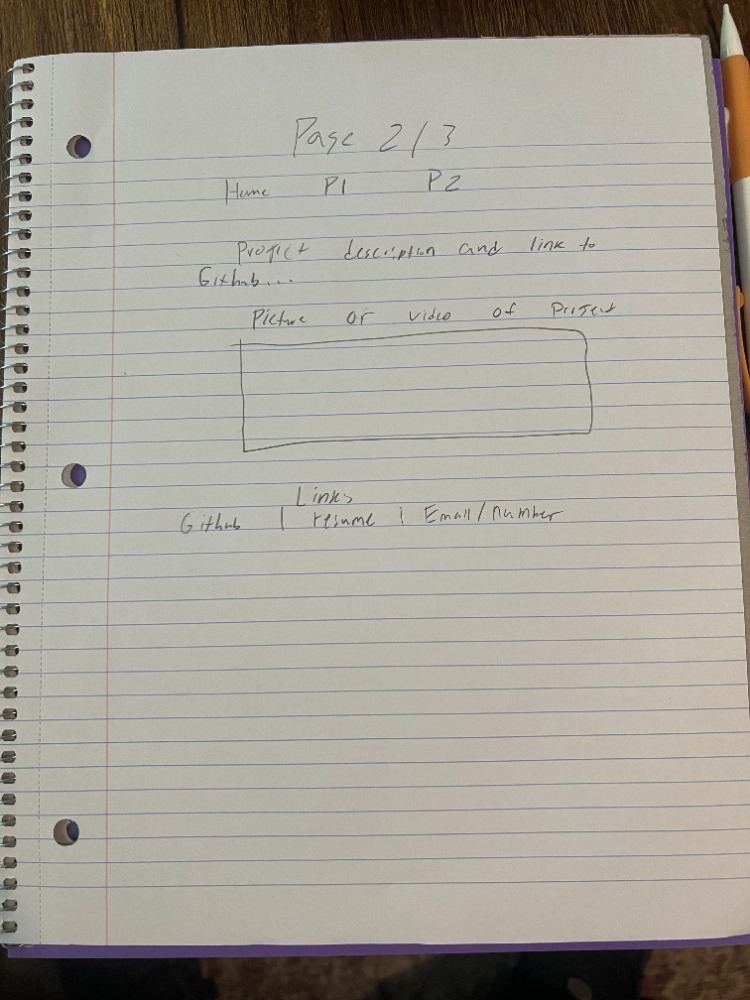 Page 2/3
Home P1 P2
Project description and link to
Github...
Picture or video of Project
Links
Github | resume | Email/number